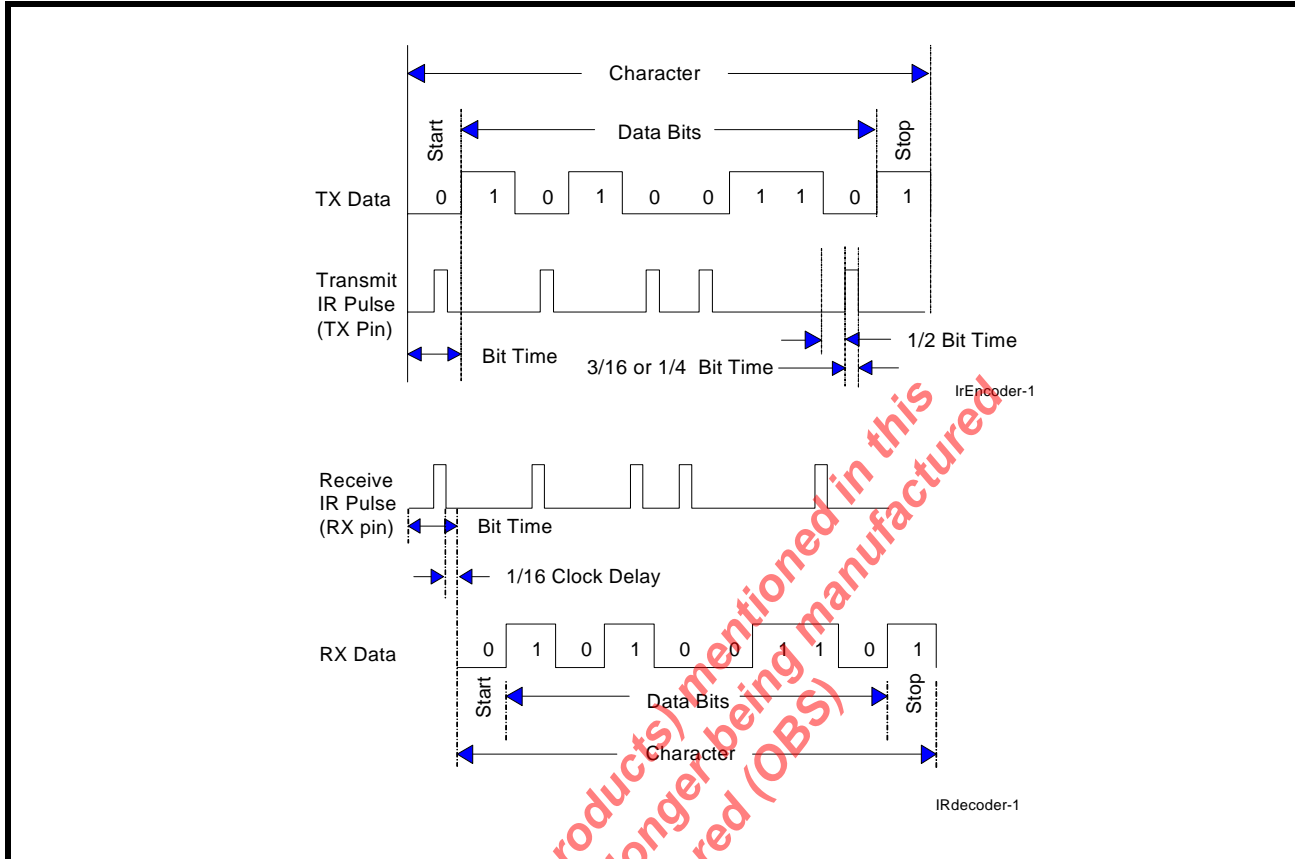 Character
Start
Data Bits
Stop
TX Data
0 1 0 1 0 0 1 1 0 1
Transmit
IR Pulse
(TX Pin)
Bit Time
1/2 Bit Time
3/16 or 1/4 Bit Time
IrEncoder-1
Receive
IR Pulse
(RX pin)
Bit Time
1/16 Clock Delay
RX Data
0 1 0 1 0 0 1 1 0 1
Start
Data Bits
Stop
Character
IRdecoder-1
roducts) mentioned in this
onger being manufactured
red (OBS)